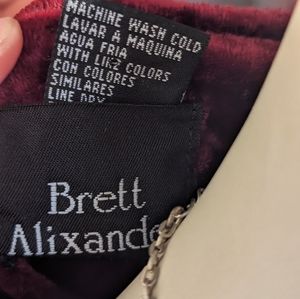 MACHINE WASH COLD
LAVAR A MAQUINA
AGUA FRIA
WITH LIKE COLORS
CON COLORES
SIMILARES
LINE DRY
Brett
Alixande